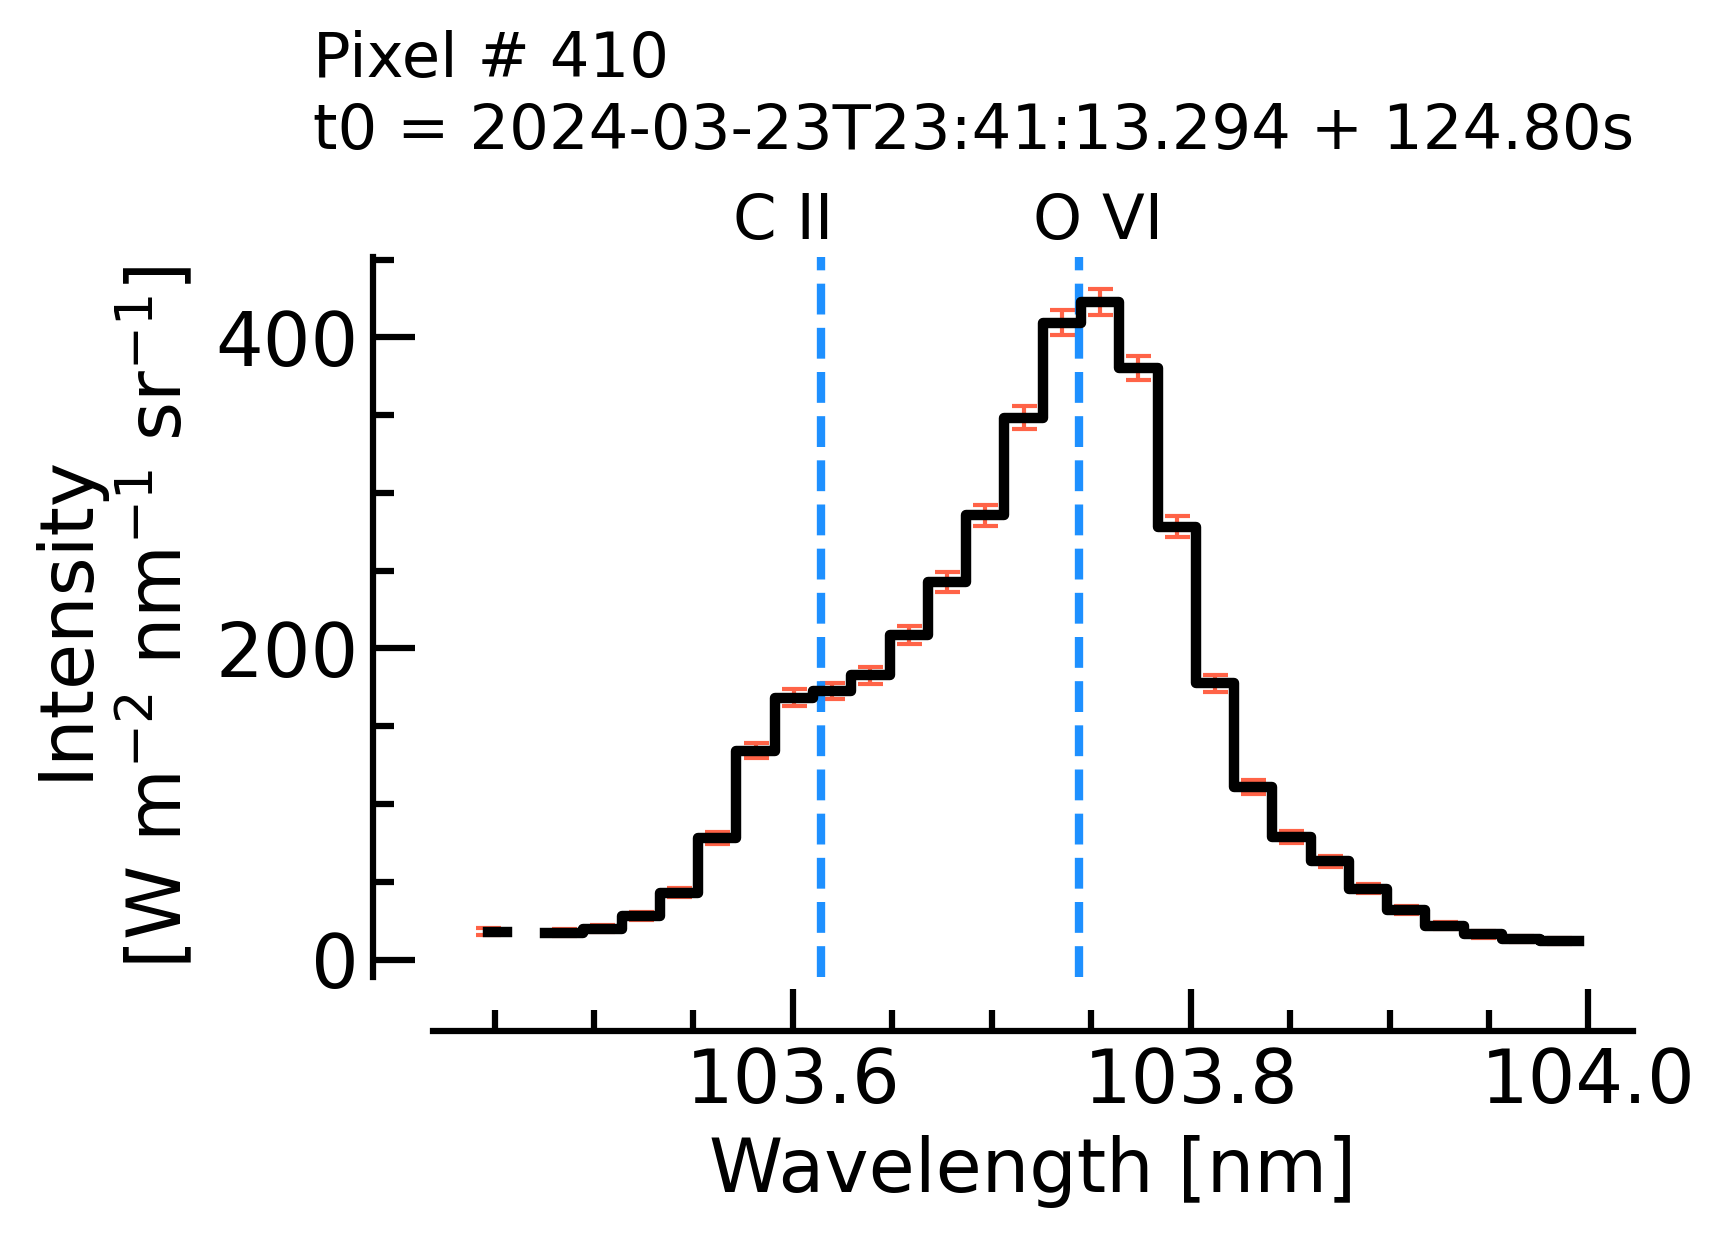 Pixel # 410
t0 = 2024-03-23T23:41:13.294 + 124.80s
C II
O VI
Intensity
[W m⁻² nm⁻¹ sr⁻¹]
400
200
0
103.6
103.8
104.0
Wavelength [nm]